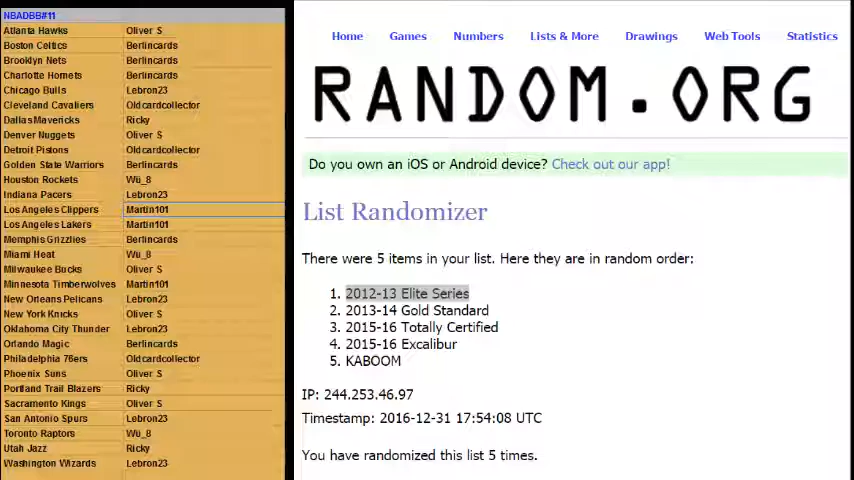 NBADBB#11
Atlanta Hawks Oliver S
Boston Celtics Berlincards
Brooklyn Nets Berlincards
Charlotte Hornets Berlincards
Chicago Bulls Lebron23
Cleveland Cavaliers Oldcardcollector
Dallas Mavericks Ricky
Denver Nuggets Oliver S
Detroit Pistons Oldcardcollector
Golden State Warriors Berlincards
Houston Rockets Wü_8
Indiana Pacers Lebron23
Los Angeles Clippers Martin101
Los Angeles Lakers Martin101
Memphis Grizzlies Berlincards
Miami Heat Wü_8
Milwaukee Bucks Oliver S
Minnesota Timberwolves Martin101
New Orleans Pelicans Lebron23
New York Knicks Oliver S
Oklahoma City Thunder Lebron23
Orlando Magic Berlincards
Philadelphia 76ers Oldcardcollector
Phoenix Suns Oliver S
Portland Trail Blazers Ricky
Sacramento Kings Oliver S
San Antonio Spurs Lebron23
Toronto Raptors Wü_8
Utah Jazz Ricky
Washington Wizards Lebron23
Home Games Numbers Lists & More Drawings Web Tools Statistics
RANDOM.ORG
Do you own an iOS or Android device? Check out our app!
List Randomizer
There were 5 items in your list. Here they are in random order:
1. 2012-13 Elite Series
2. 2013-14 Gold Standard
3. 2015-16 Totally Certified
4. 2015-16 Excalibur
5. KABOOM
IP: 244.253.46.97
Timestamp: 2016-12-31 17:54:08 UTC
You have randomized this list 5 times.